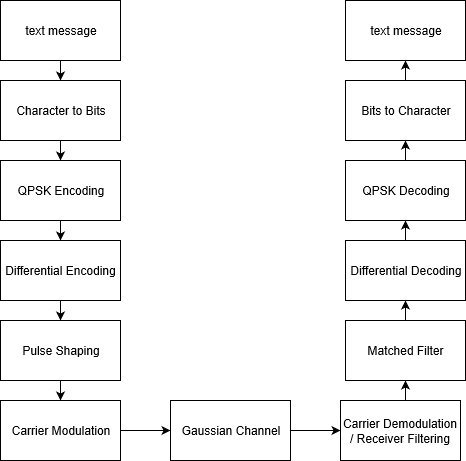 text message
Character to Bits
QPSK Encoding
Differential Encoding
Pulse Shaping
Carrier Modulation
Gaussian Channel
Carrier Demodulation
/ Receiver Filtering
Matched Filter
Differential Decoding
QPSK Decoding
Bits to Character
text message